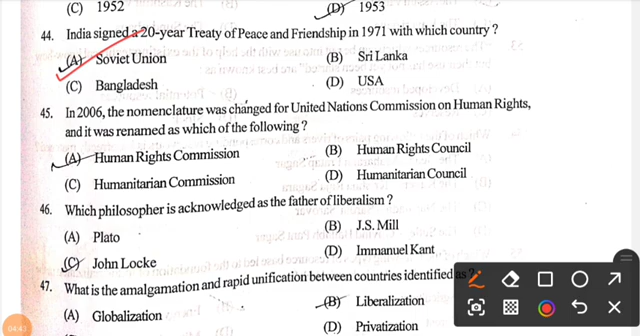 (C) 1952
(D) 1953
44. India signed a 20-year Treaty of Peace and Friendship in 1971 with which country ?
(A) Soviet Union
(B) Sri Lanka
(C) Bangladesh
(D) USA
45. In 2006, the nomenclature was changed for United Nations Commission on Human Rights,
and it was renamed as which of the following ?
(A) Human Rights Commission
(B) Human Rights Council
(C) Humanitarian Commission
(D) Humanitarian Council
46. Which philosopher is acknowledged as the father of liberalism ?
(A) Plato
(B) J.S. Mill
(C) John Locke
(D) Immanuel Kant
47. What is the amalgamation and rapid unification between countries identified as ?
(A) Globalization
(B) Liberalization
(D) Privatization
04:43